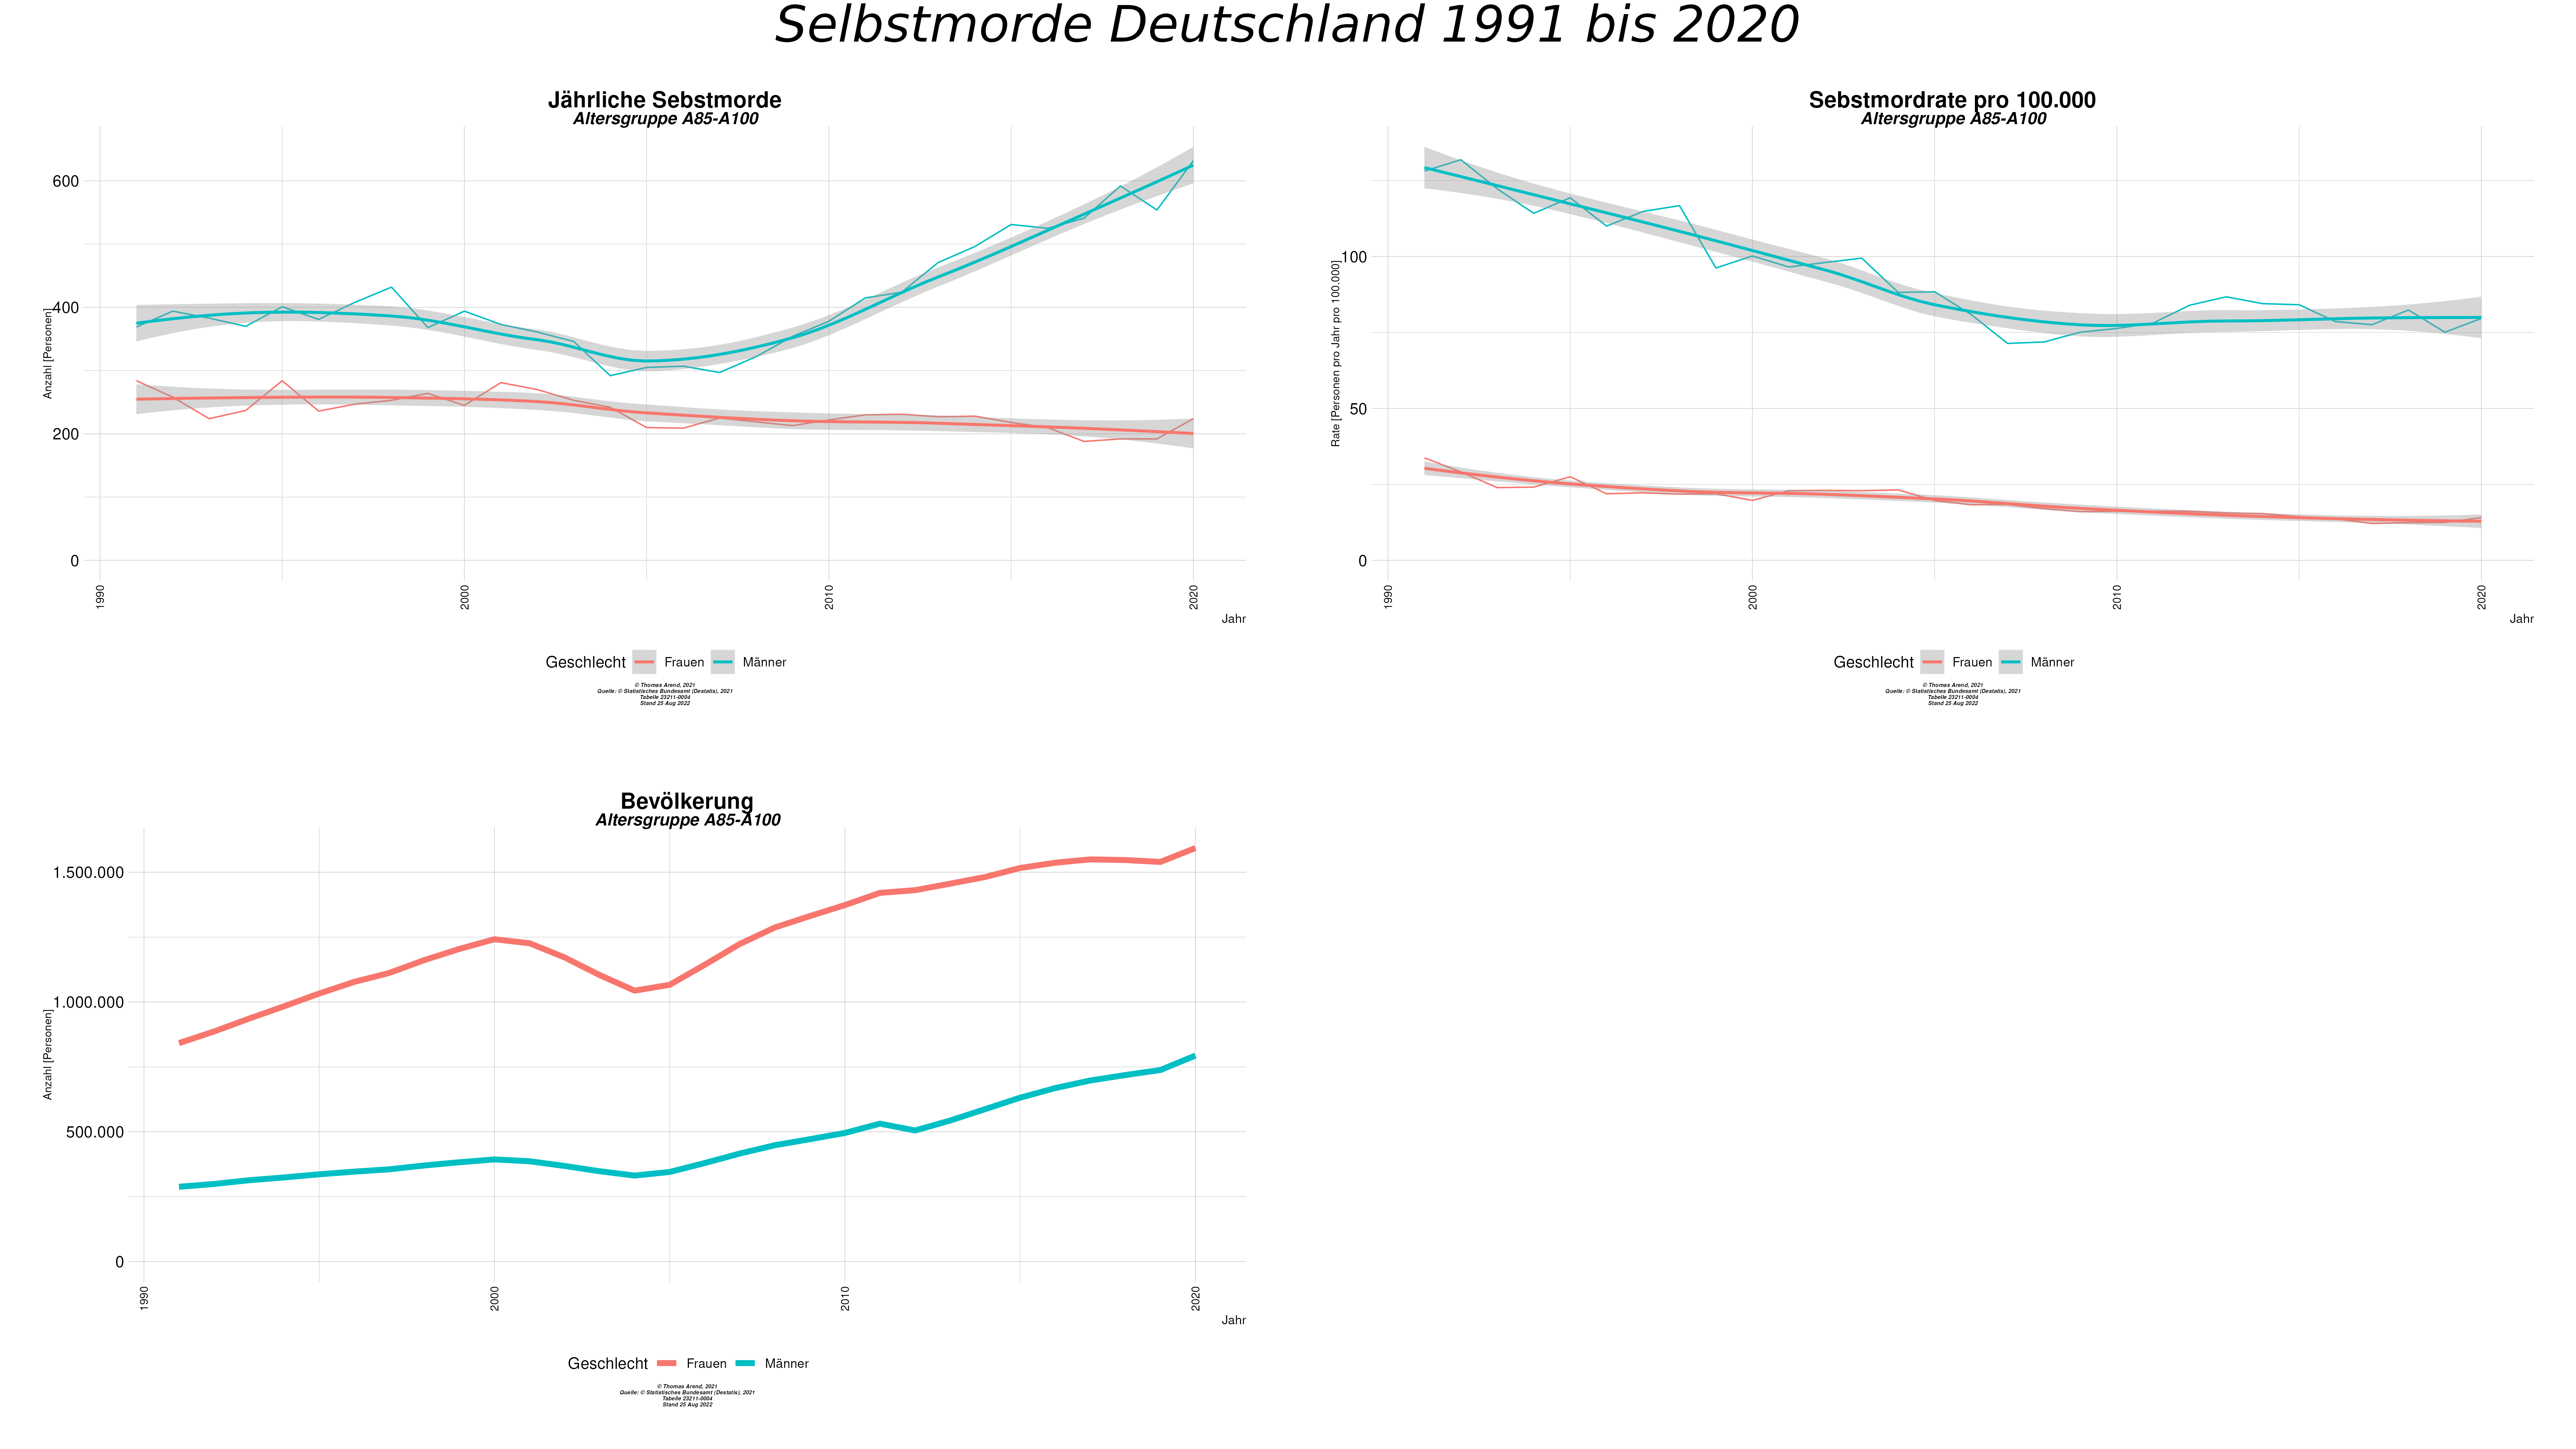 Selbstmorde Deutschland 1991 bis 2020
Jährliche Sebstmorde
Altersgruppe A85-A100
Anzahl [Personen]
600
400
200
0
1990
2000
2010
2020
Jahr
Geschlecht Frauen Männer
© Thomas Arend, 2021
Quelle: © Statistisches Bundesamt (Destatis), 2021
Tabelle 23211-0004
Stand 25 Aug 2022
Sebstmordrate pro 100.000
Altersgruppe A85-A100
Rate [Personen pro Jahr pro 100.000]
100
50
0
1990
2000
2010
2020
Jahr
Geschlecht Frauen Männer
© Thomas Arend, 2021
Quelle: © Statistisches Bundesamt (Destatis), 2021
Tabelle 23211-0004
Stand 25 Aug 2022
Bevölkerung
Altersgruppe A85-A100
Anzahl [Personen]
1.500.000
1.000.000
500.000
0
1990
2000
2010
2020
Jahr
Geschlecht Frauen Männer
© Thomas Arend, 2021
Quelle: © Statistisches Bundesamt (Destatis), 2021
Tabelle 23211-0004
Stand 25 Aug 2022